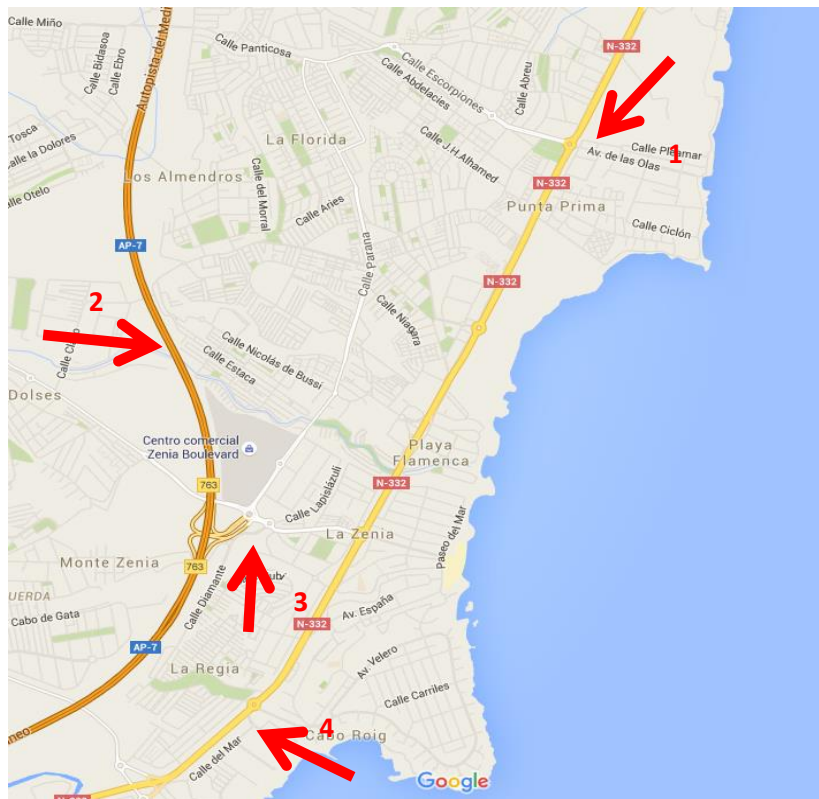 Calle Miño
Calle Bidasoa
Calle Ebro
Autopista del Medi
Calle Panticosa
Calle Escorpiones
Calle Abdelacies
Calle Abreu
N-332
Tosca
alle la Dolores
La Florida
Calle J.H.Alhamed
Calle Pleamar
1
Av. de las Olas
Los Almendros
N-332
alle Otelo
Calle del Morral
Calle Aries
Punta Prima
Calle Ciclón
AP-7
Calle Parana
N-332
2
Calle Niagara
Calle Nicolás de Bussi
Calle Estaca
Dolses
Centro comercial
Zenia Boulevard
Playa
Flamenca
763
N-332
Calle Lapislázuli
La Zenia
Paseo del Mar
Monte Zenia
763
UERDA
Calle Diamante
3
Cabo de Gata
N-332
Av. España
AP-7
La Regia
Av. Velero
Calle Carriles
4
Cabo Roig
neo
Calle del Mar
Google